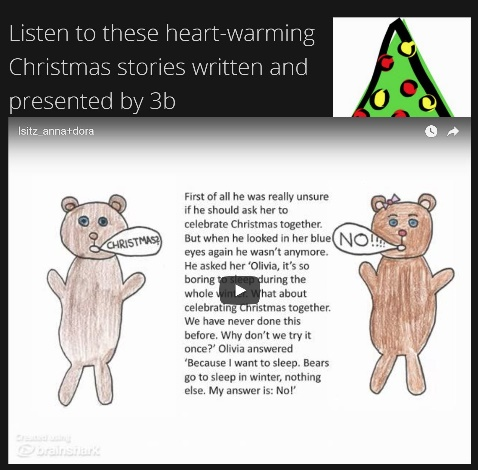 Listen to these heart-warming
Christmas stories written and
presented by 3b
lsitz_anna+dora
First of all he was really unsure
if he should ask her to
celebrate Christmas together.
But when he looked in her blue
eyes again he wasn't anymore.
He asked her 'Olivia, it's so
boring to sleep during the
whole winter. What about
celebrating Christmas together.
We have never done this
before. Why don't we try it
once?' Olivia answered
'Because I want to sleep. Bears
go to sleep in winter, nothing
else. My answer is: No!'
CHRISTMAS?
NO!!!!
Created using
brainshark